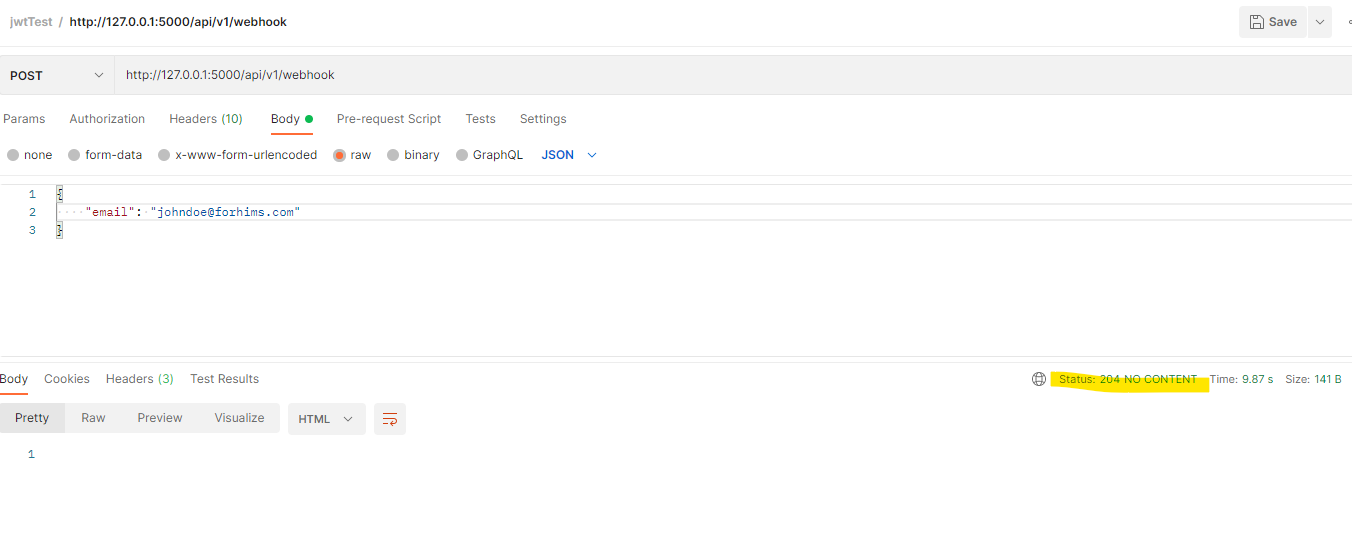 jwtTest / http://127.0.0.1:5000/api/v1/webhook Save
POST http://127.0.0.1:5000/api/v1/webhook
Params Authorization Headers (10) Body Pre-request Script Tests Settings
none form-data x-www-form-urlencoded raw binary GraphQL JSON
1 {
2 ····"email":·"johndoe@forhims.com"
3 }
Body Cookies Headers (3) Test Results Status: 204 NO CONTENT Time: 9.87 s Size: 141 B
Pretty Raw Preview Visualize HTML
1